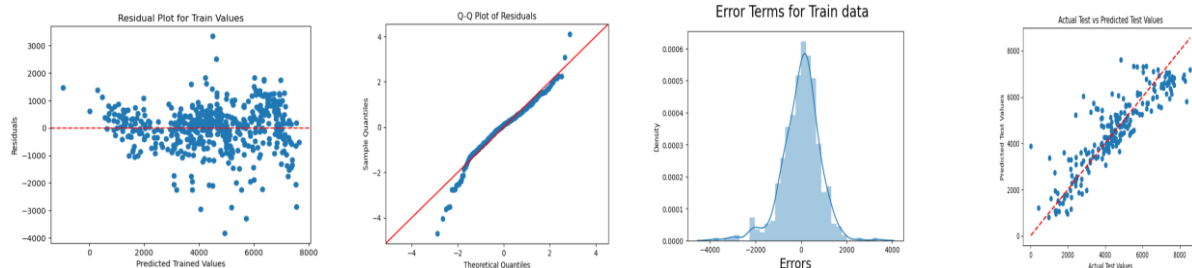 Residual Plot for Train Values
3000
2000
1000
0
-1000
-2000
-3000
-4000
0 2000 4000 6000 8000
Residuals
Predicted Trained Values
Q-Q Plot of Residuals
4
2
0
−2
−4
−4 −2 0 2 4
Sample Quantiles
Theoretical Quantiles
Error Terms for Train data
0.0006
0.0005
0.0004
0.0003
0.0002
0.0001
0.0000
−4000 −2000 0 2000 4000
Density
Errors
Actual Test vs Predicted Test Values
8000
6000
4000
2000
0
0 2000 4000 6000 8000
Predicted Test Values
Actual Test Values